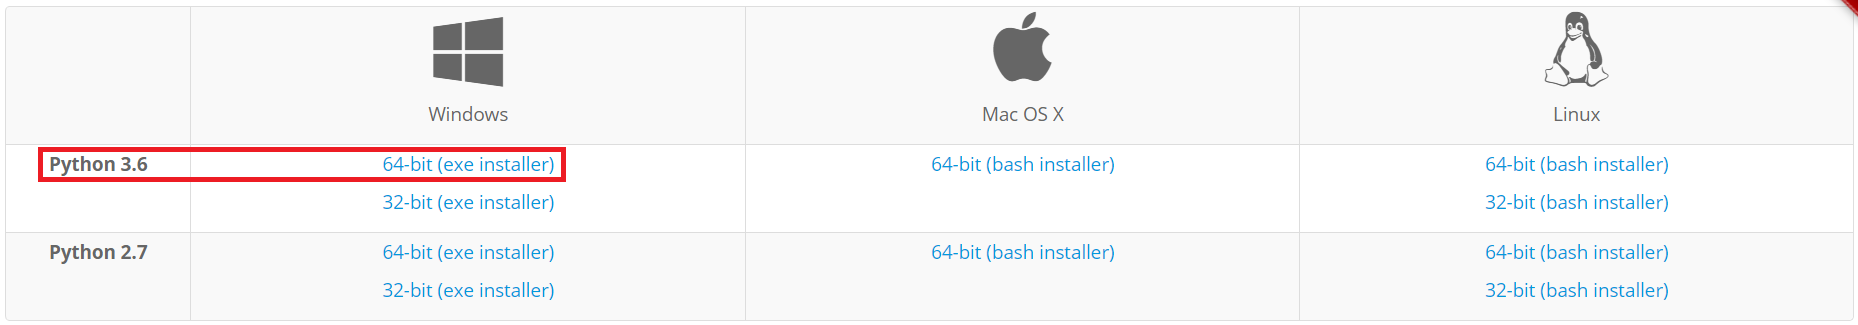 Windows Mac OS X Linux
Python 3.6 64-bit (exe installer) 64-bit (bash installer) 64-bit (bash installer)
32-bit (exe installer) 32-bit (bash installer)
Python 2.7 64-bit (exe installer) 64-bit (bash installer) 64-bit (bash installer)
32-bit (exe installer) 32-bit (bash installer)